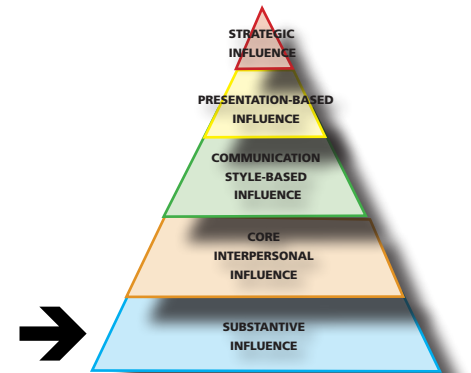 STRATEGIC
INFLUENCE
PRESENTATION-BASED
INFLUENCE
COMMUNICATION
STYLE-BASED
INFLUENCE
CORE
INTERPERSONAL
INFLUENCE
SUBSTANTIVE
INFLUENCE